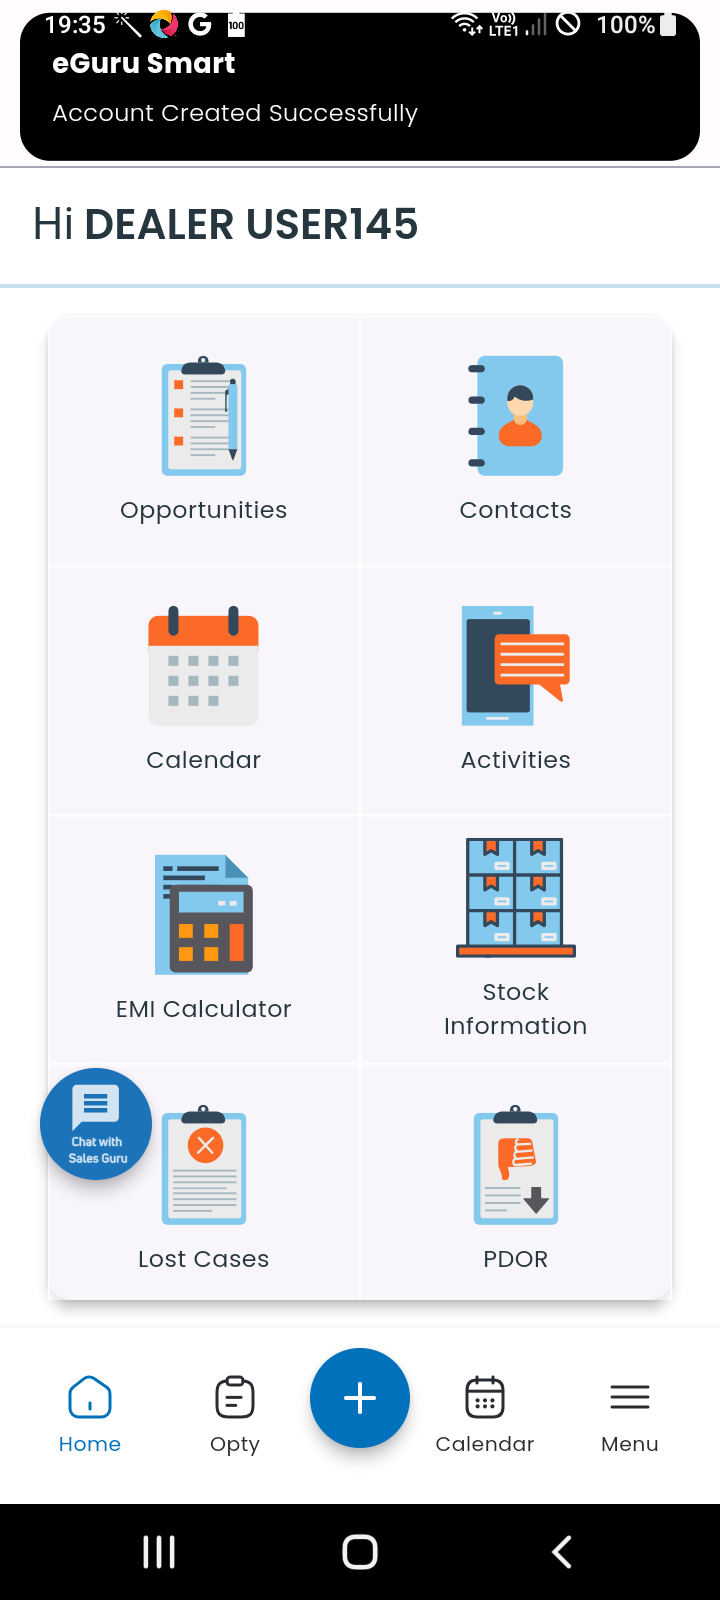 19:35 G 100 Vo)) LTE1 100%
eGuru Smart
Account Created Successfully
Hi DEALER USER145
Opportunities Contacts
Calendar Activities
EMI Calculator Stock
Information
Chat with
Sales Guru
Lost Cases PDOR
Home Opty Calendar Menu